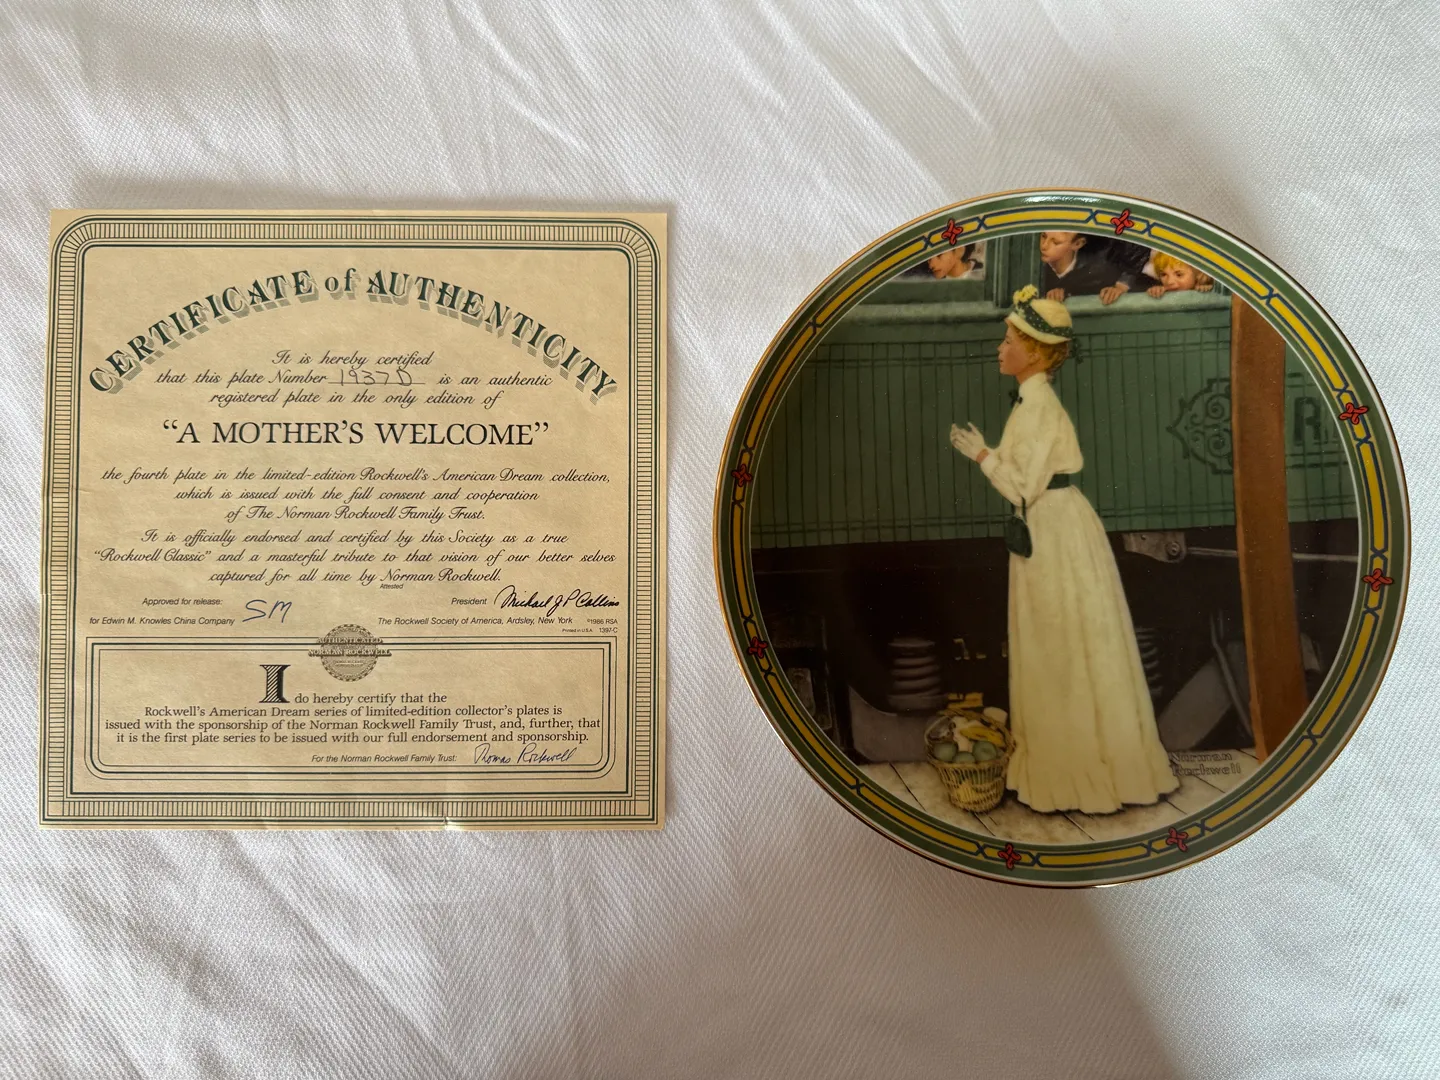 CERTIFICATE of AUTHENTICITY
It is hereby certified
that this plate Number 1937D is an authentic
registered plate in the only edition of
“A MOTHER’S WELCOME”
the fourth plate in the limited-edition Rockwell's American Dream collection,
which is issued with the full consent and cooperation
of The Norman Rockwell Family Trust.
It is officially endorsed and certified by this Society as a true
“Rockwell Classic” and a masterful tribute to that vision of our better selves
captured for all time by Norman Rockwell.
Attested
Approved for release:
for Edwin M. Knowles China Company
SM
President Michael J P Collins
The Rockwell Society of America, Ardsley, New York ©1986 RSA
Printed in U.S.A. 1397-C
AUTHENTICATED
NORMAN ROCKWELL
I do hereby certify that the
Rockwell's American Dream series of limited-edition collector's plates is
issued with the sponsorship of the Norman Rockwell Family Trust, and, further, that
it is the first plate series to be issued with our full endorsement and sponsorship.
For the Norman Rockwell Family Trust: Thomas Rockwell
R
Norman
Rockwell